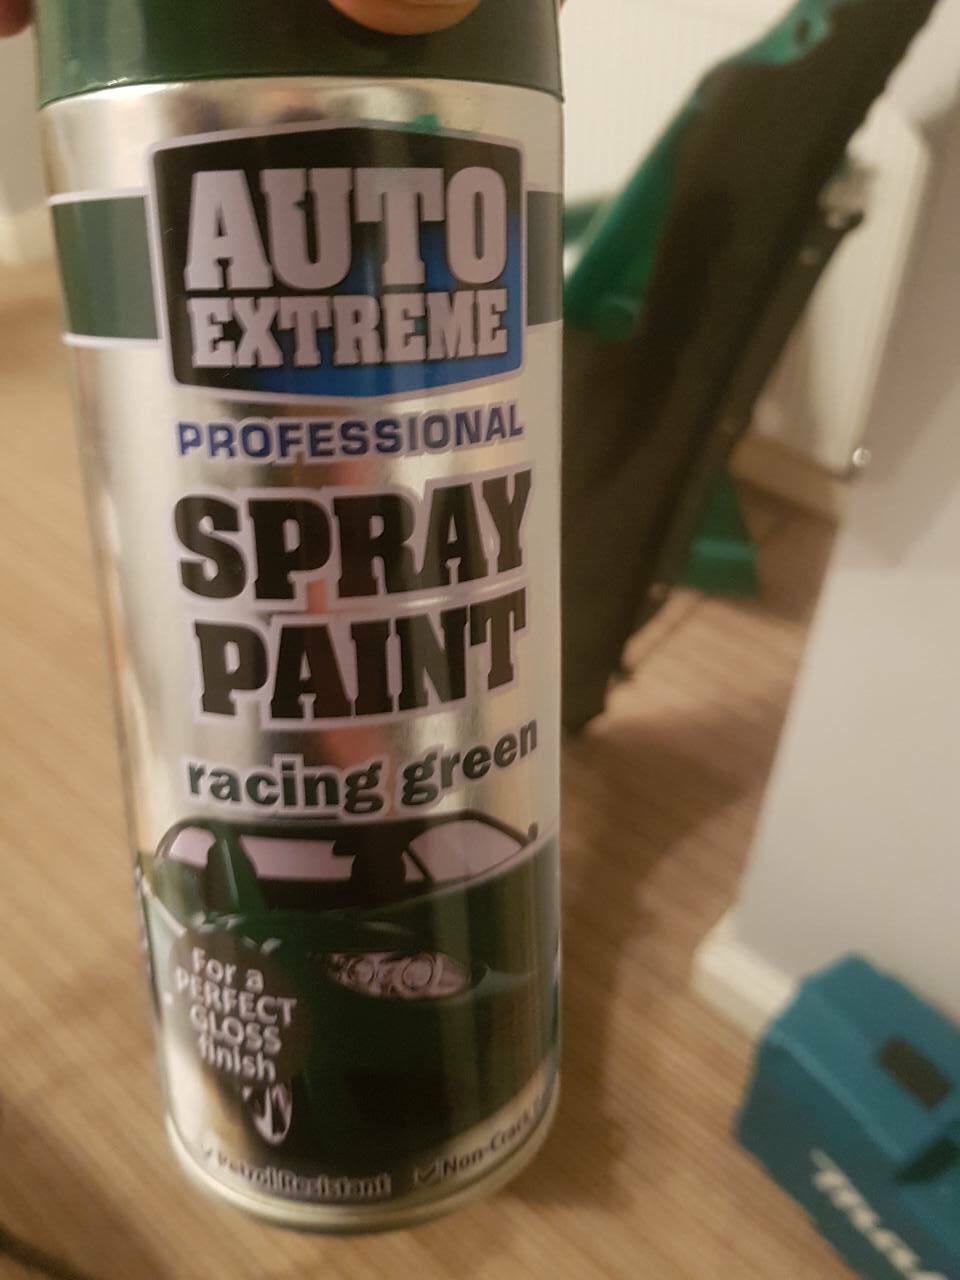 AUTO
EXTREME
PROFESSIONAL
SPRAY
PAINT
racing green
For a
PERFECT
GLOSS
finish
Petrol Resistant
Non-Crack